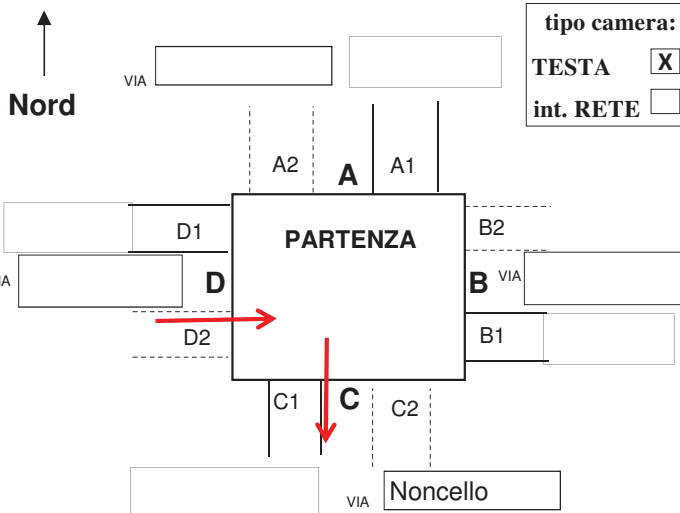 tipo camera:
TESTA X
int. RETE
Nord
VIA
A2 A A1
D1 PARTENZA B2
VIA D B VIA
D2 B1
C1 C C2
VIA Noncello